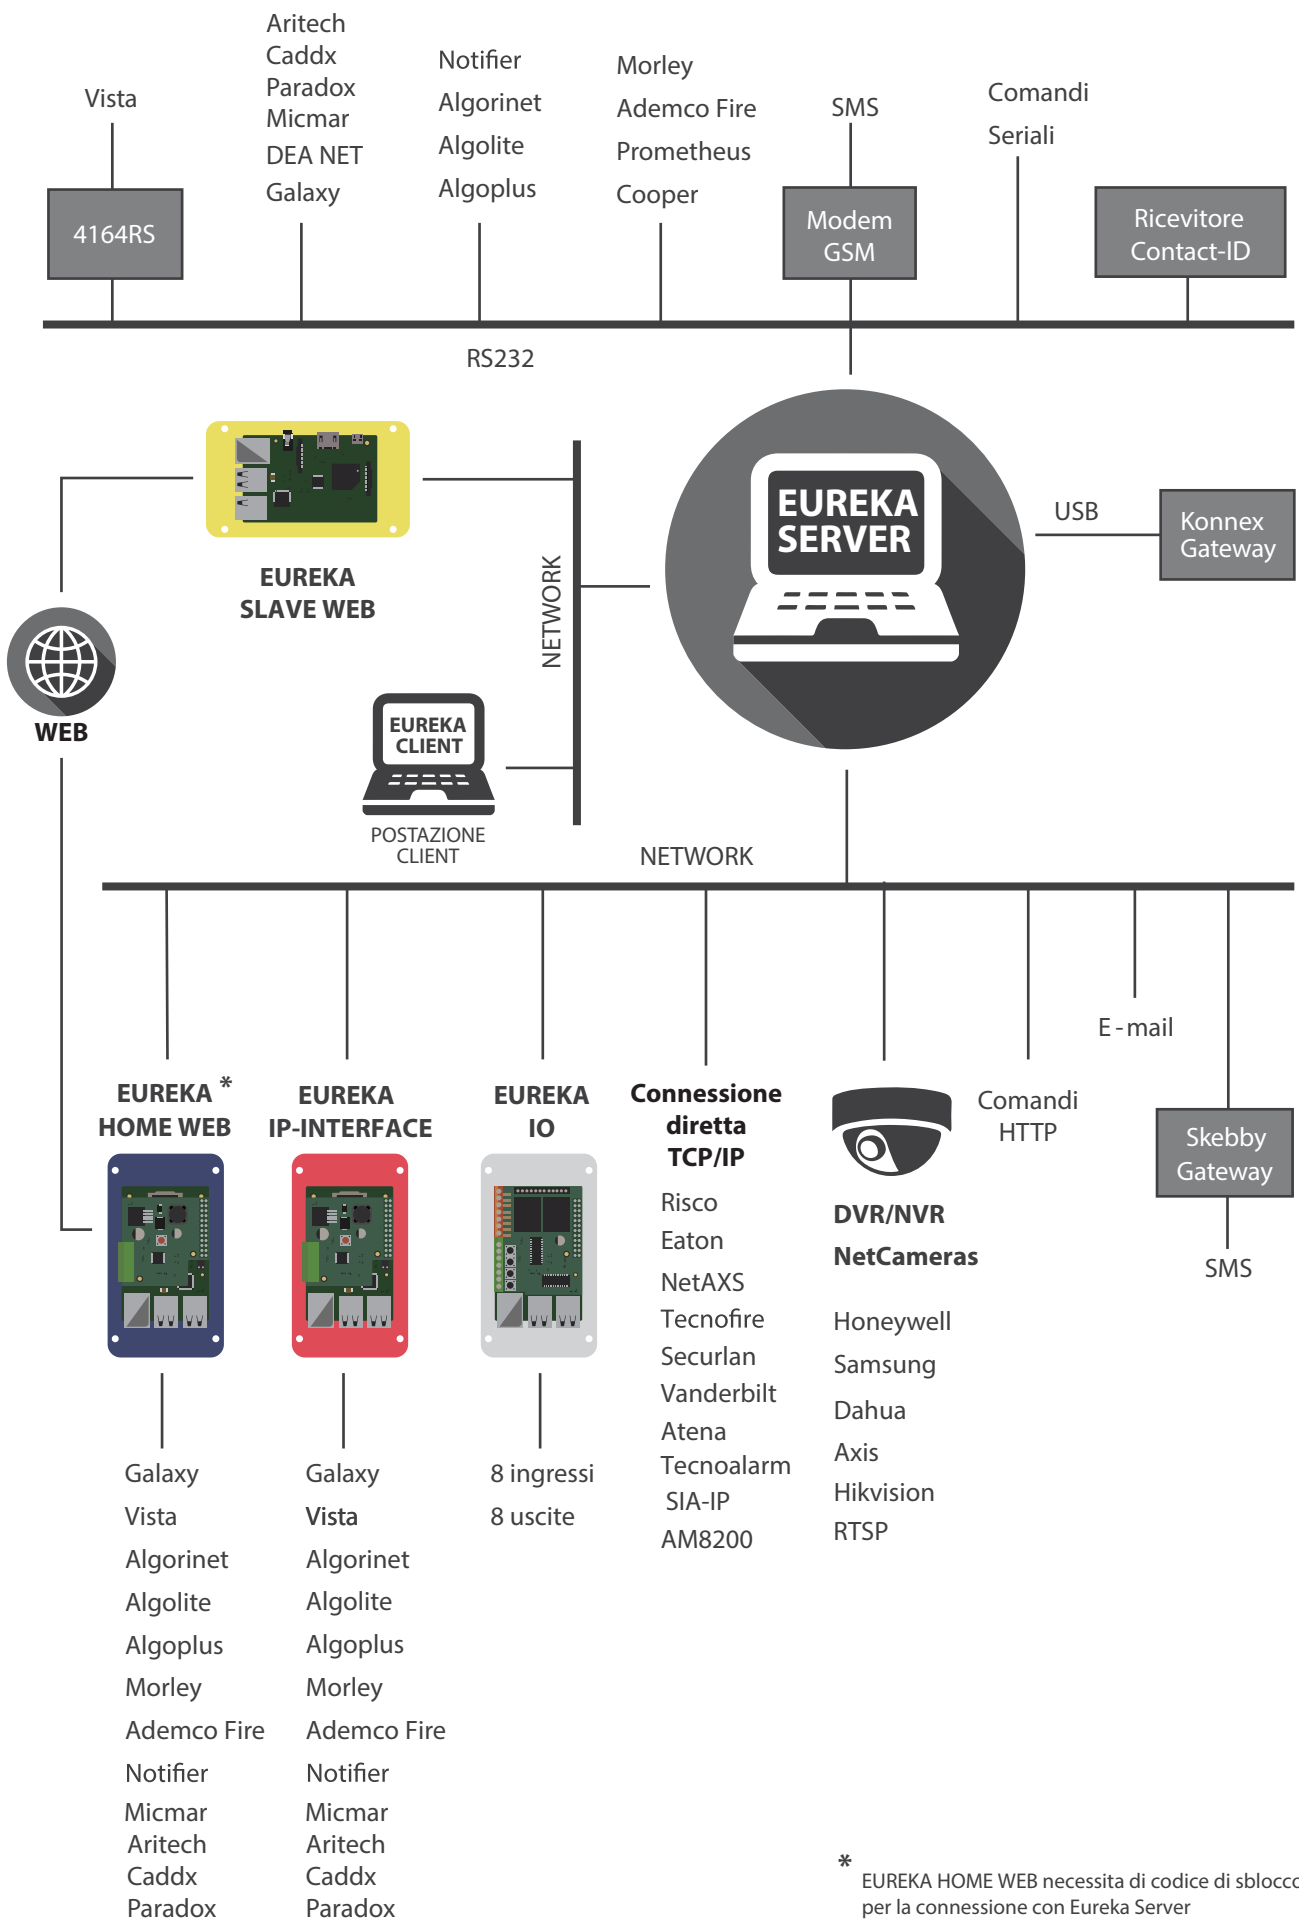 Vista
4164RS
Aritech
Caddx
Paradox
Micmar
DEA NET
Galaxy
Notifier
Algorinet
Algolite
Algoplus
Morley
Ademco Fire
Prometheus
Cooper
SMS
Modem
GSM
Comandi
Seriali
Ricevitore
Contact-ID
RS232
EUREKA
SLAVE WEB
NETWORK
EUREKA
SERVER
USB
Konnex
Gateway
WEB
EUREKA
CLIENT
POSTAZIONE
CLIENT
NETWORK
EUREKA *
HOME WEB
Galaxy
Vista
Algorinet
Algolite
Algoplus
Morley
Ademco Fire
Notifier
Micmar
Aritech
Caddx
Paradox
EUREKA
IP-INTERFACE
Galaxy
Vista
Algorinet
Algolite
Algoplus
Morley
Ademco Fire
Notifier
Micmar
Aritech
Caddx
Paradox
EUREKA
IO
8 ingressi
8 uscite
Connessione
diretta
TCP/IP
Risco
Eaton
NetAXS
Tecnofire
Securlan
Vanderbilt
Atena
Tecnoalarm
SIA-IP
AM8200
DVR/NVR
NetCameras
Honeywell
Samsung
Dahua
Axis
Hikvision
RTSP
Comandi
HTTP
E-mail
Skebby
Gateway
SMS
*
EUREKA HOME WEB necessita di codice di sblocco
per la connessione con Eureka Server